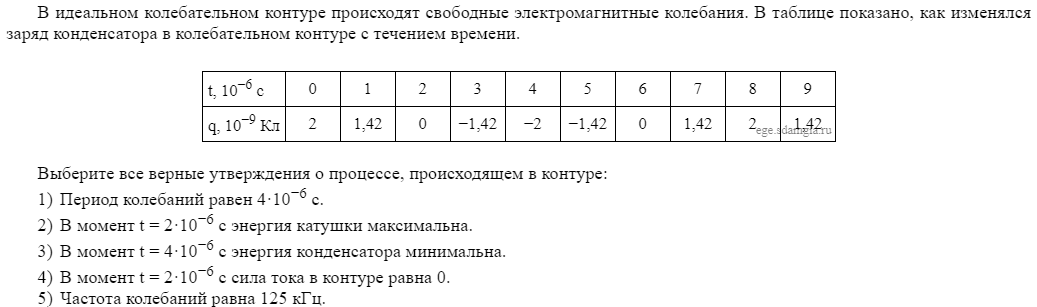 В идеальном колебательном контуре происходят свободные электромагнитные колебания. В таблице показано, как изменялся
заряд конденсатора в колебательном контуре с течением времени.
t, 10⁻⁶ с 0 1 2 3 4 5 6 7 8 9
q, 10⁻⁹ Кл 2 1,42 0 −1,42 −2 −1,42 0 1,42 2 1,42
ege.sdamgia.ru
Выберите все верные утверждения о процессе, происходящем в контуре:
1) Период колебаний равен 4·10⁻⁶ с.
2) В момент t = 2·10⁻⁶ с энергия катушки максимальна.
3) В момент t = 4·10⁻⁶ с энергия конденсатора минимальна.
4) В момент t = 2·10⁻⁶ с сила тока в контуре равна 0.
5) Частота колебаний равна 125 кГц.